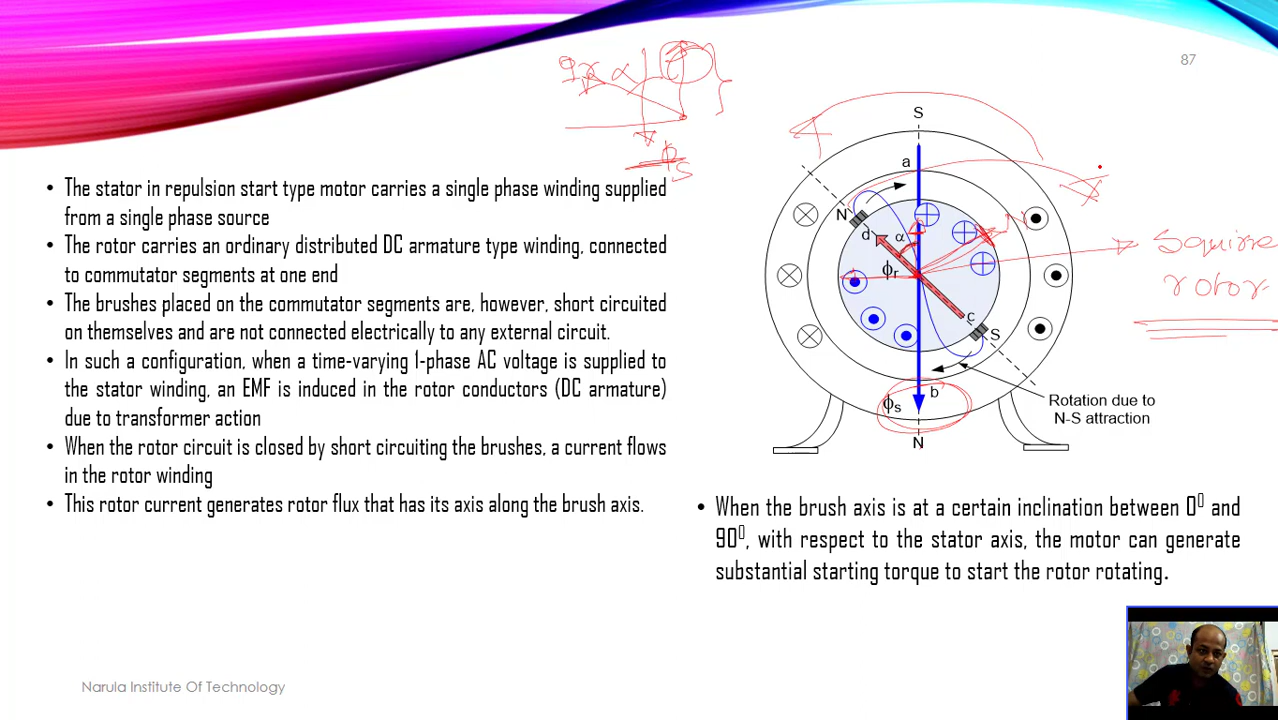 87
φs
• The stator in repulsion start type motor carries a single phase winding supplied
from a single phase source
• The rotor carries an ordinary distributed DC armature type winding, connected
to commutator segments at one end
• The brushes placed on the commutator segments are, however, short circuited
on themselves and are not connected electrically to any external circuit.
• In such a configuration, when a time-varying 1-phase AC voltage is supplied to
the stator winding, an EMF is induced in the rotor conductors (DC armature)
due to transformer action
• When the rotor circuit is closed by short circuiting the brushes, a current flows
in the rotor winding
• This rotor current generates rotor flux that has its axis along the brush axis.
S
a
N
N
d
α
φr
c
S
b
φs
N
rotor
Rotation due to
N-S attraction
• When the brush axis is at a certain inclination between 0⁰ and
90⁰, with respect to the stator axis, the motor can generate
substantial starting torque to start the rotor rotating.
Narula Institute Of Technology